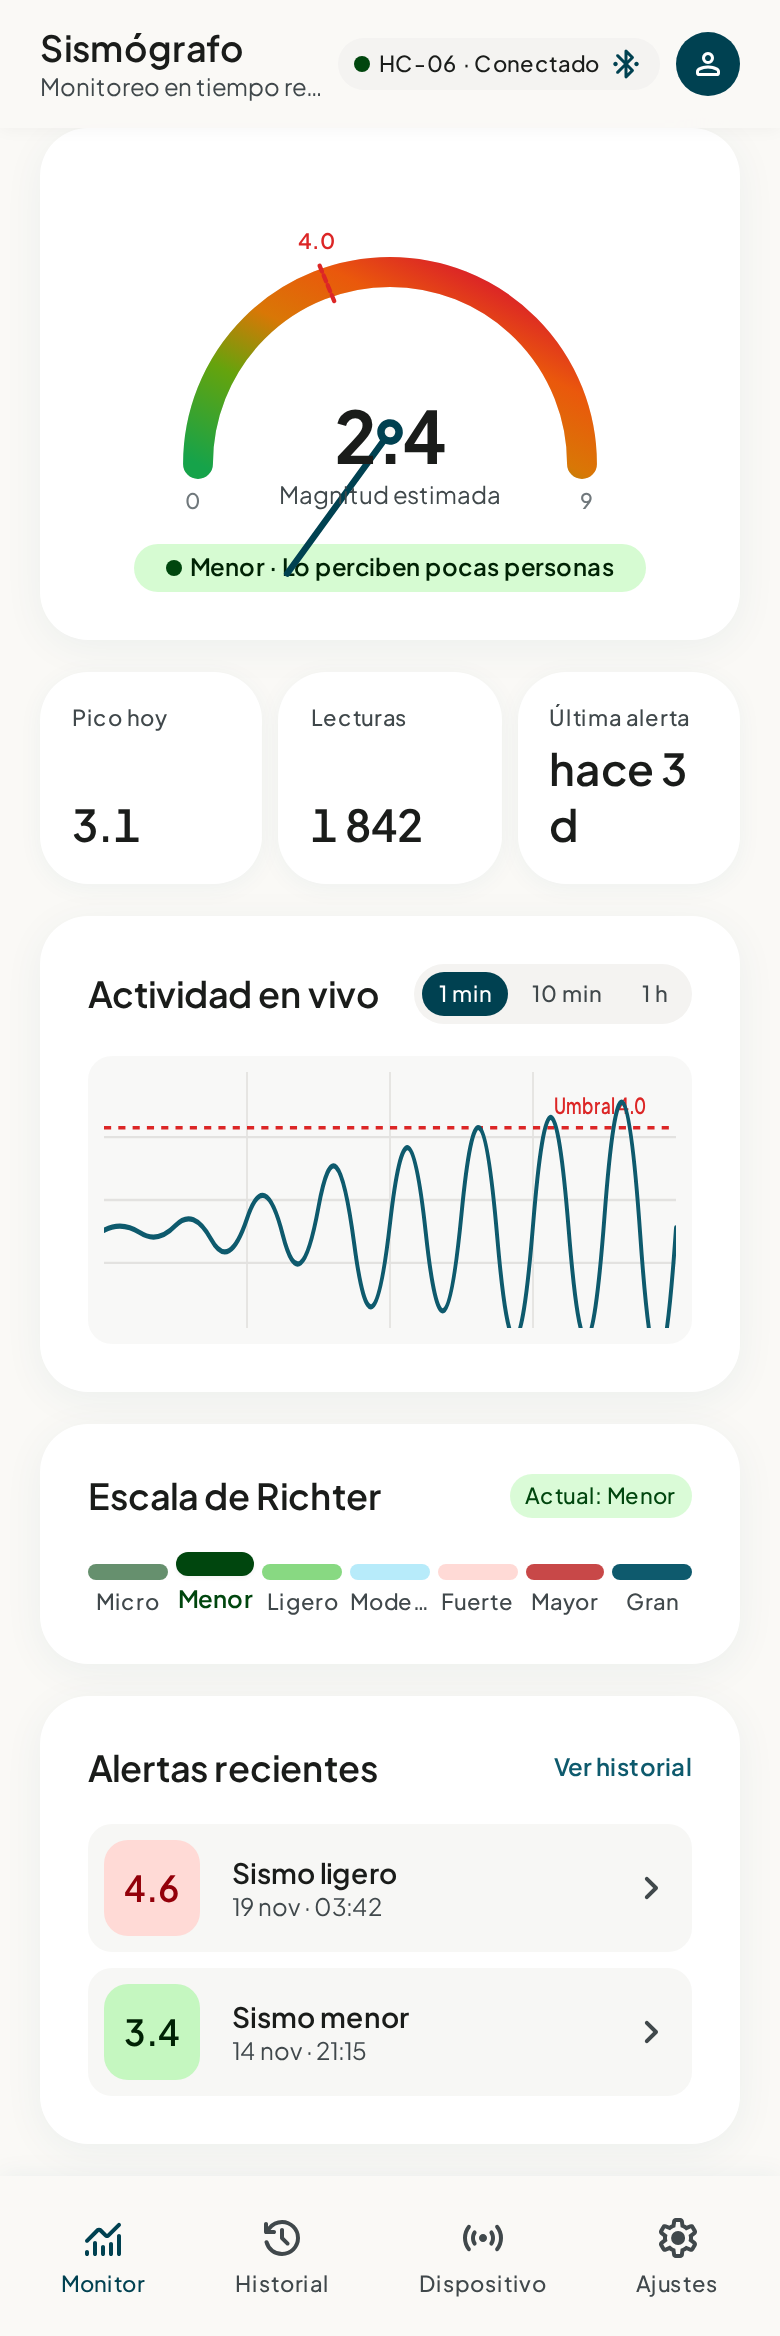 Sismógrafo
Monitoreo en tiempo re...
HC-06 · Conectado
4.0
2.4
0
Magnitud estimada
9
Menor · Lo perciben pocas personas
Pico hoy
3.1
Lecturas
1 842
Última alerta
hace 3
d
Actividad en vivo
1 min
10 min
1 h
Umbral 4.0
Escala de Richter
Actual: Menor
Micro
Menor
Ligero
Mode...
Fuerte
Mayor
Gran
Alertas recientes
Ver historial
4.6
Sismo ligero
19 nov · 03:42
3.4
Sismo menor
14 nov · 21:15
Monitor
Historial
Dispositivo
Ajustes